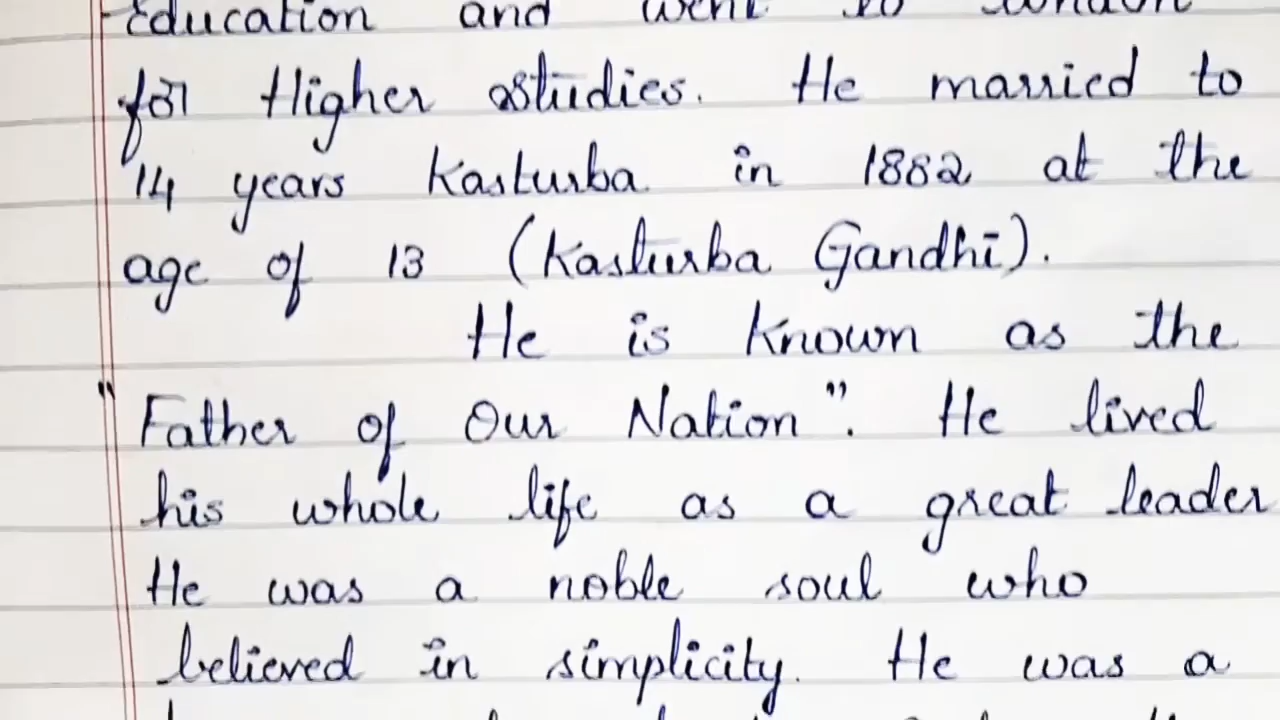 Education and went to London
for Higher studies. He married to
14 years Kasturba in 1882 at the
age of 13 (Kasturba Gandhi).
He is known as the
"Father of Our Nation". He lived
his whole life as a great leader
He was a noble soul who
believed in simplicity. He was a